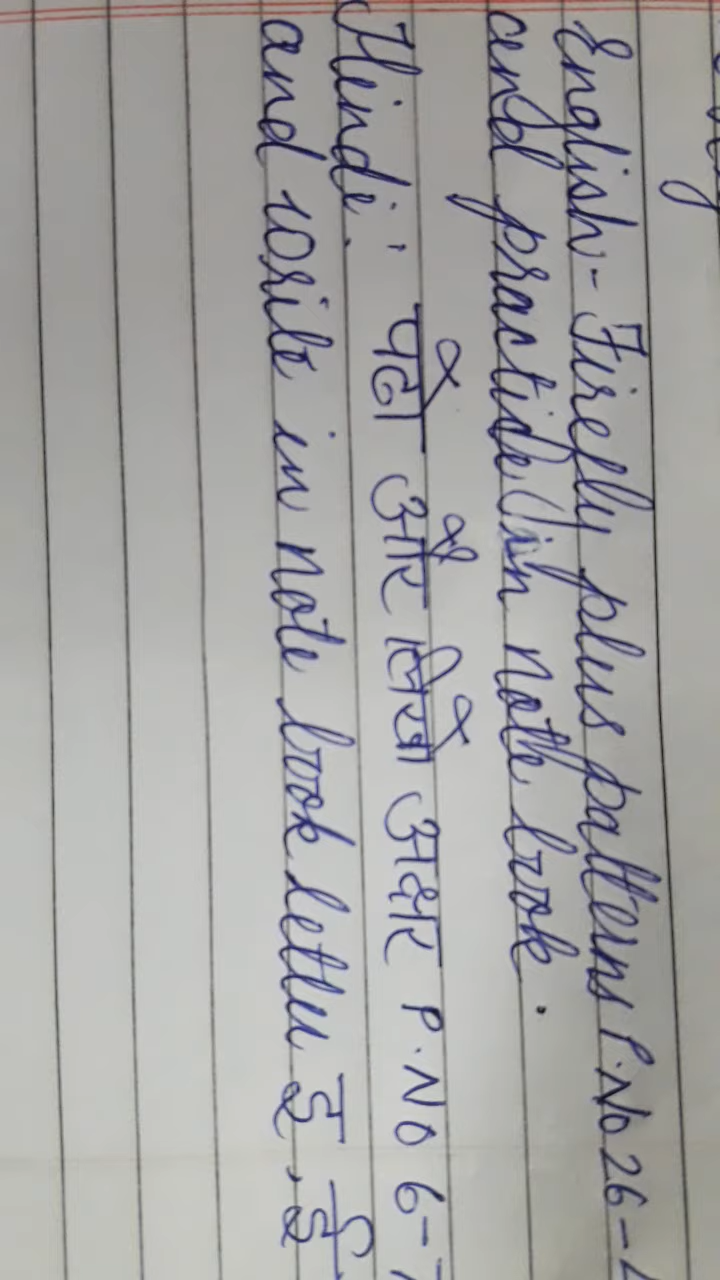 English - Firefly plus patterns P.No 26-
and practice in note book.
Hindi: पढ़ो और लिखो अक्षर P.No 6-7
and write in note book letter इ, ई